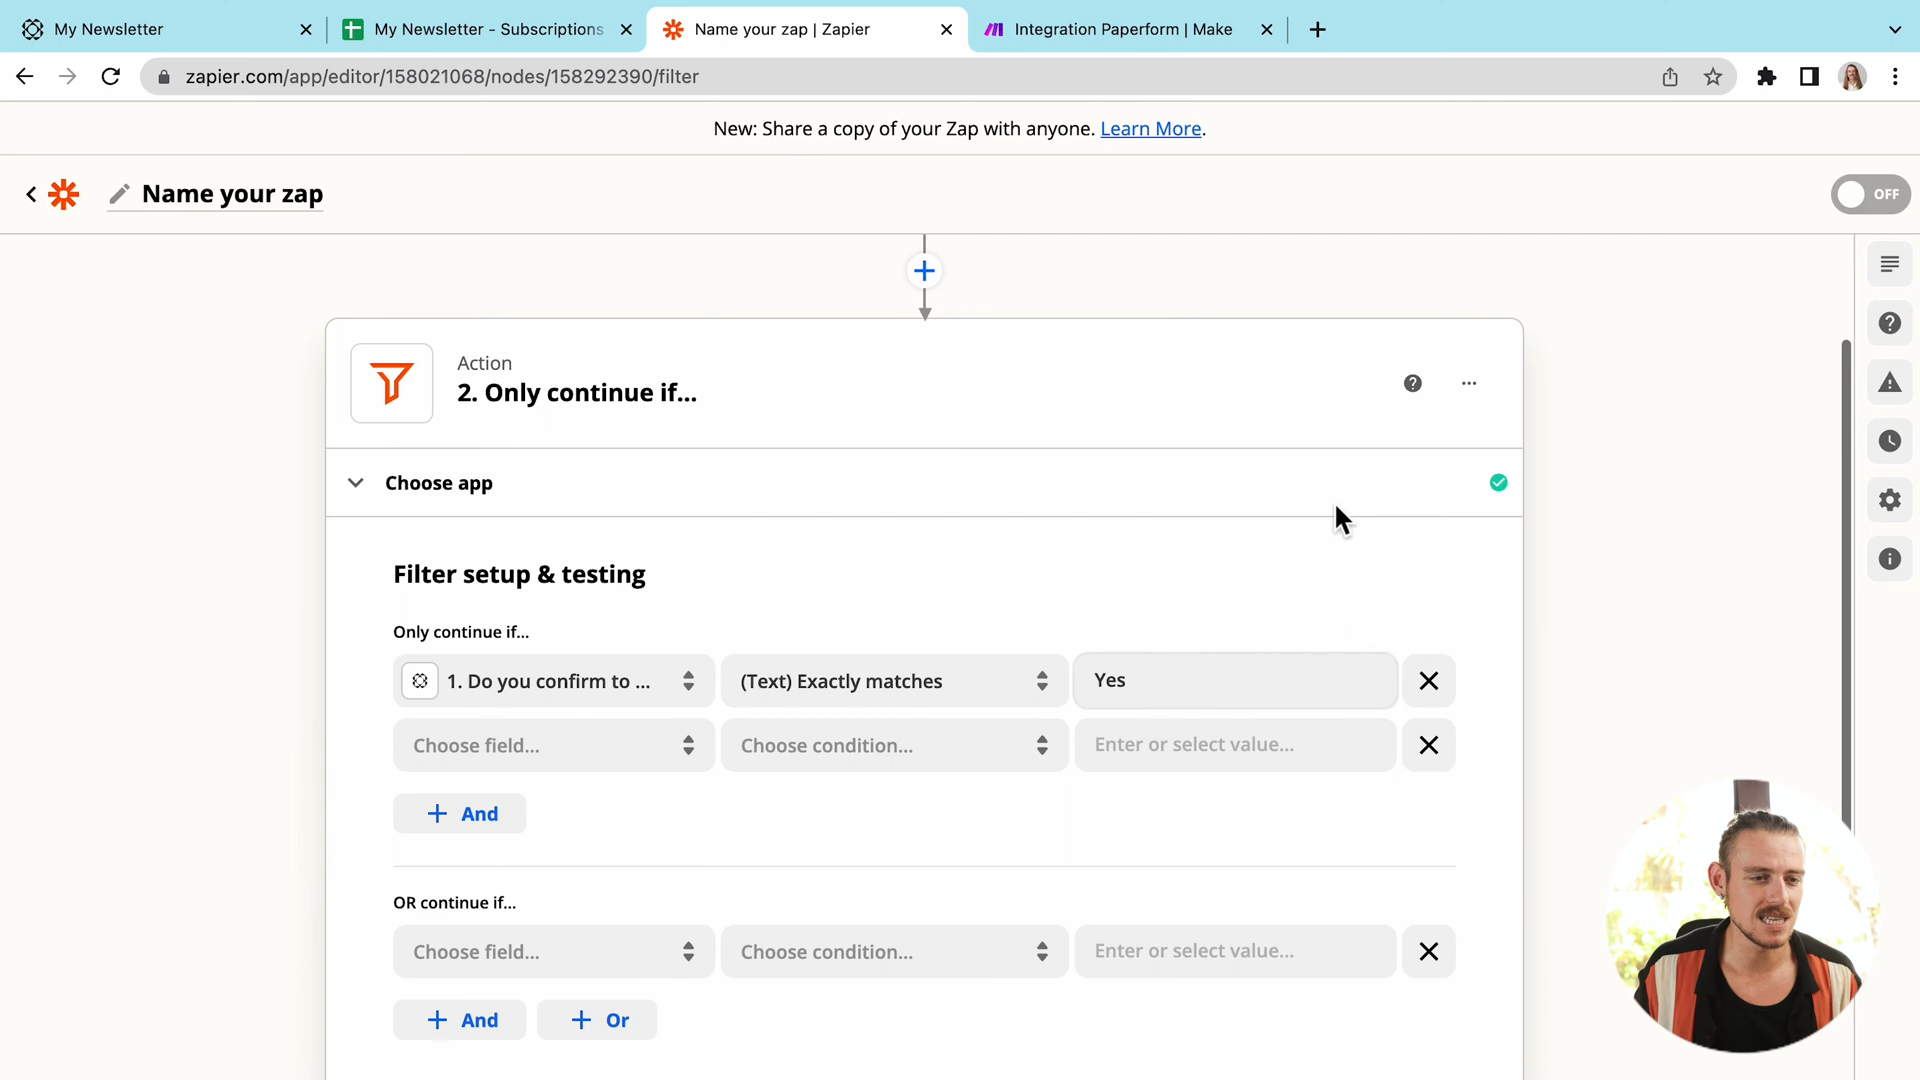 My Newsletter
My Newsletter - Subscriptions
Name your zap | Zapier
Integration Paperform | Make
zapier.com/app/editor/158021068/nodes/158292390/filter
New: Share a copy of your Zap with anyone. Learn More.
Name your zap
OFF
Action
2. Only continue if...
Choose app
Filter setup & testing
Only continue if...
1. Do you confirm to ...
(Text) Exactly matches
Yes
Choose field...
Choose condition...
Enter or select value...
And
OR continue if...
Choose field...
Choose condition...
Enter or select value...
And
Or